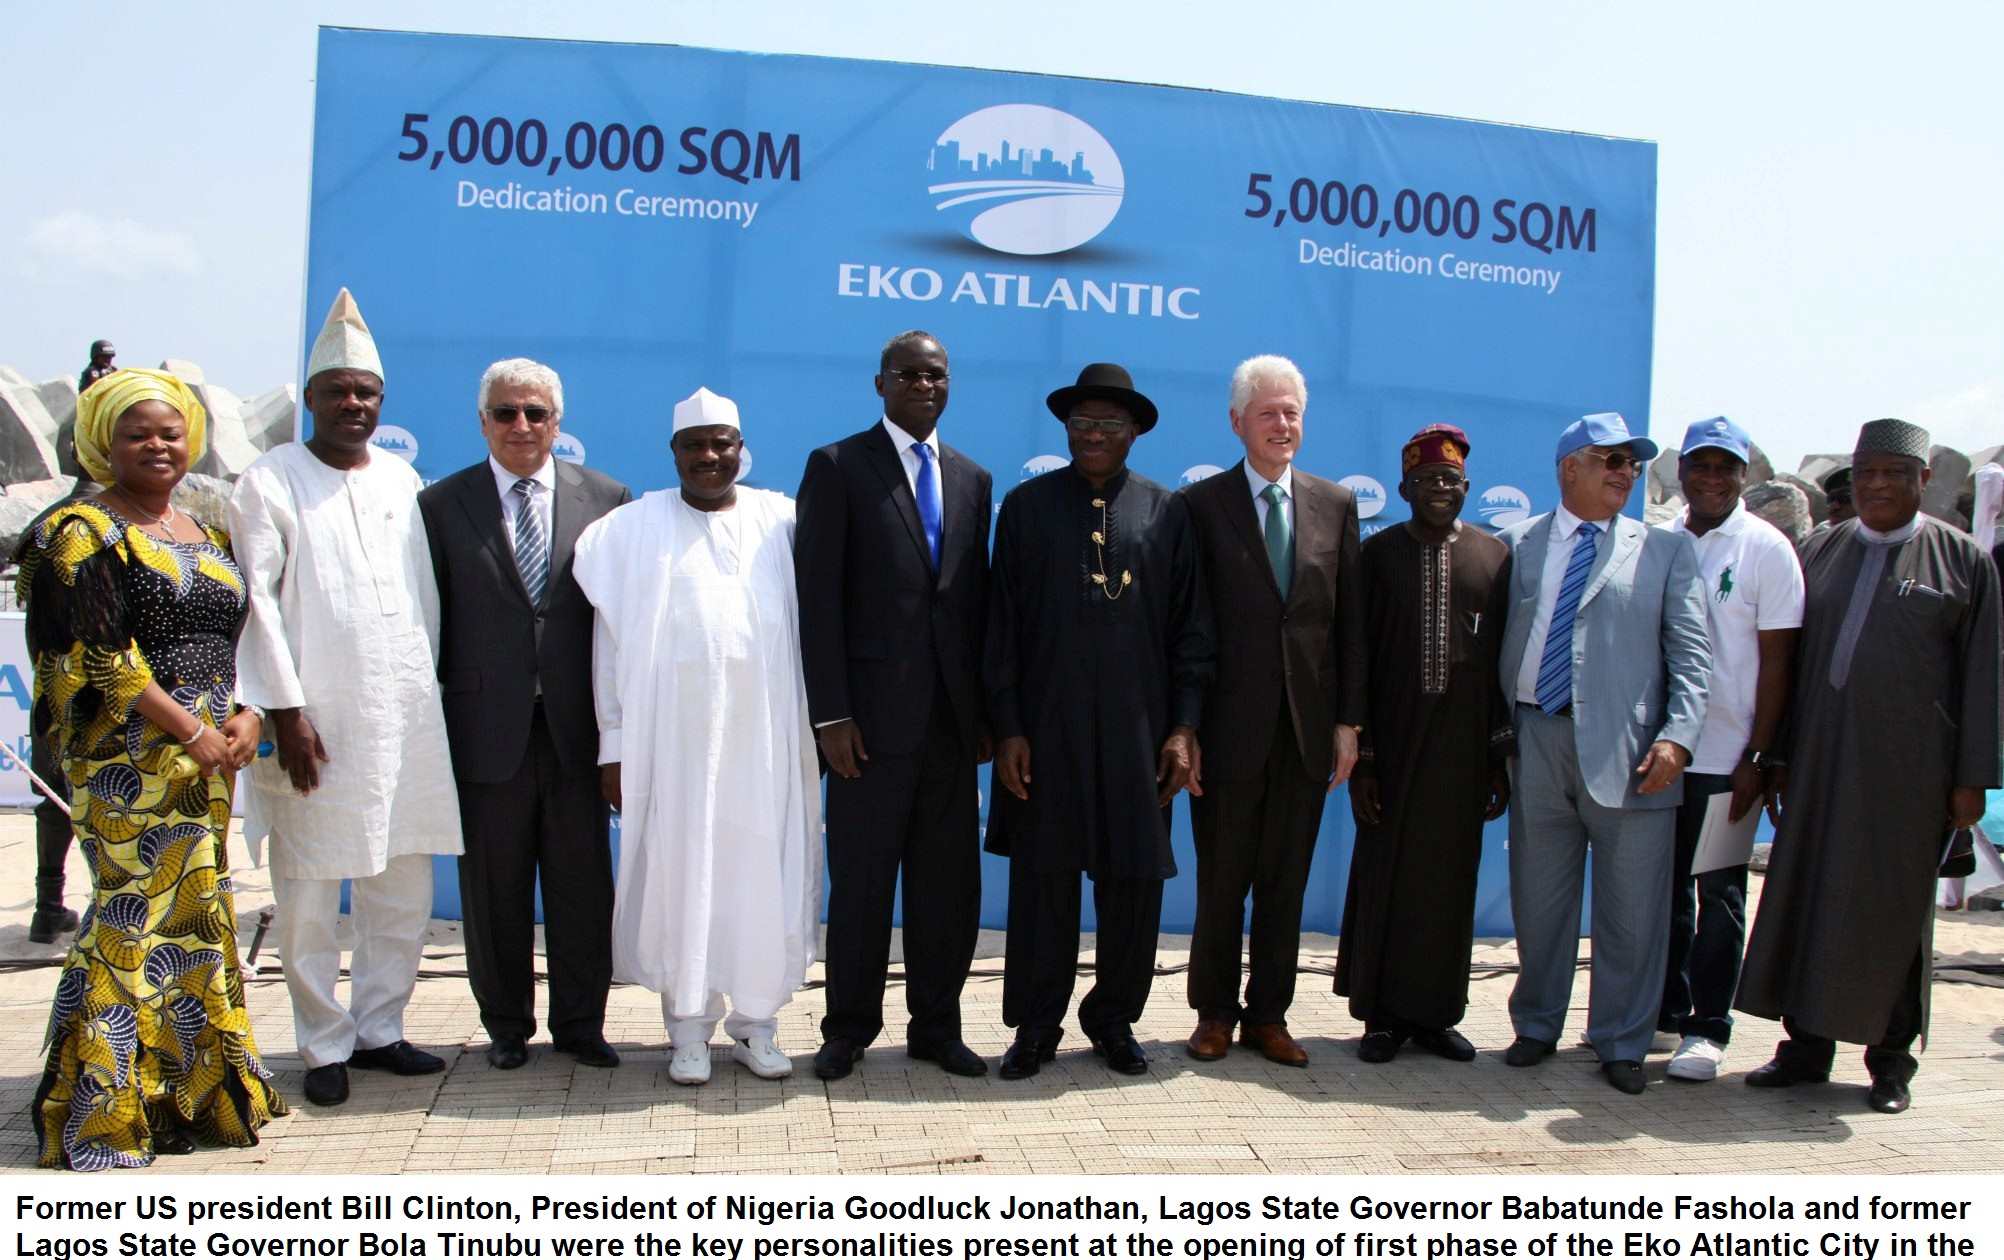 5,000,000 SQM
Dedication Ceremony
EKO ATLANTIC
5,000,000 SQM
Dedication Ceremony
Former US president Bill Clinton, President of Nigeria Goodluck Jonathan, Lagos State Governor Babatunde Fashola and former
Lagos State Governor Bola Tinubu were the key personalities present at the opening of first phase of the Eko Atlantic City in the